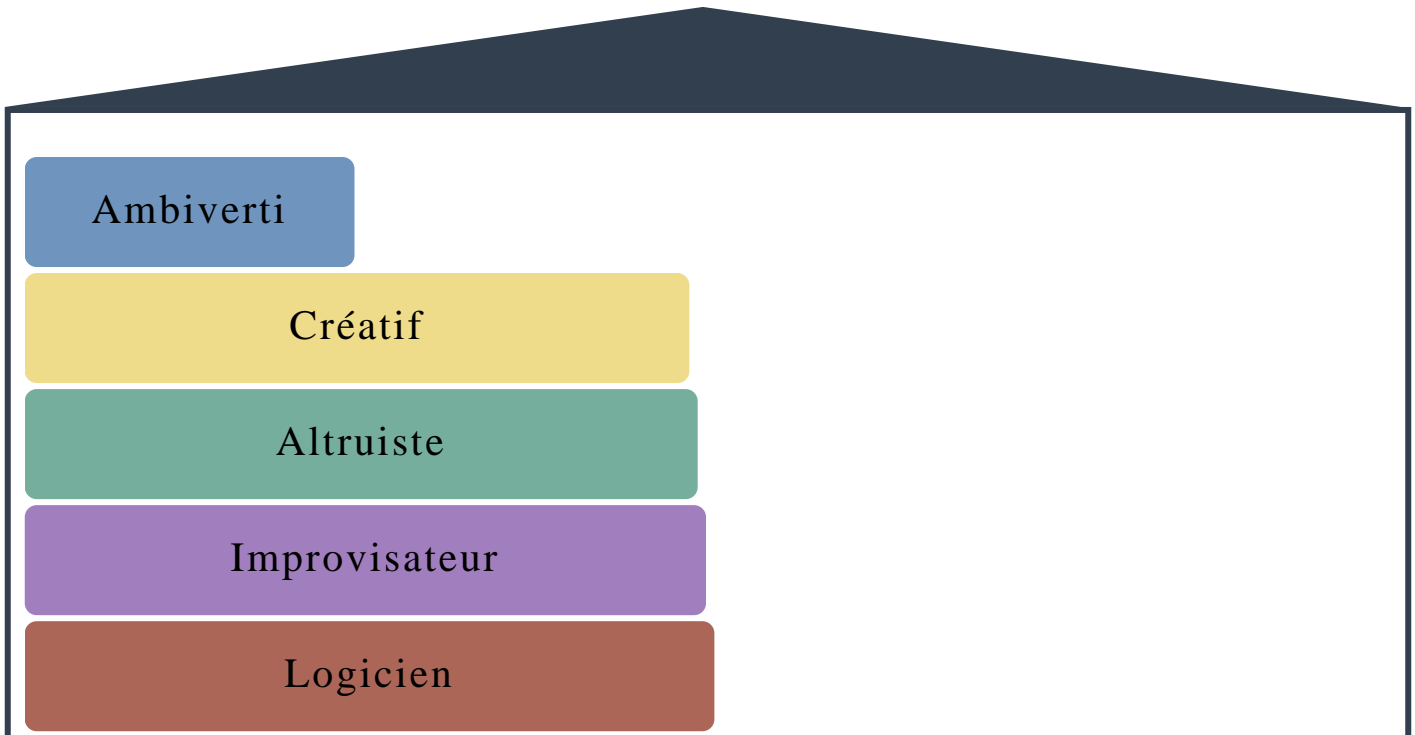 Ambiverti
Créatif
Altruiste
Improvisateur
Logicien